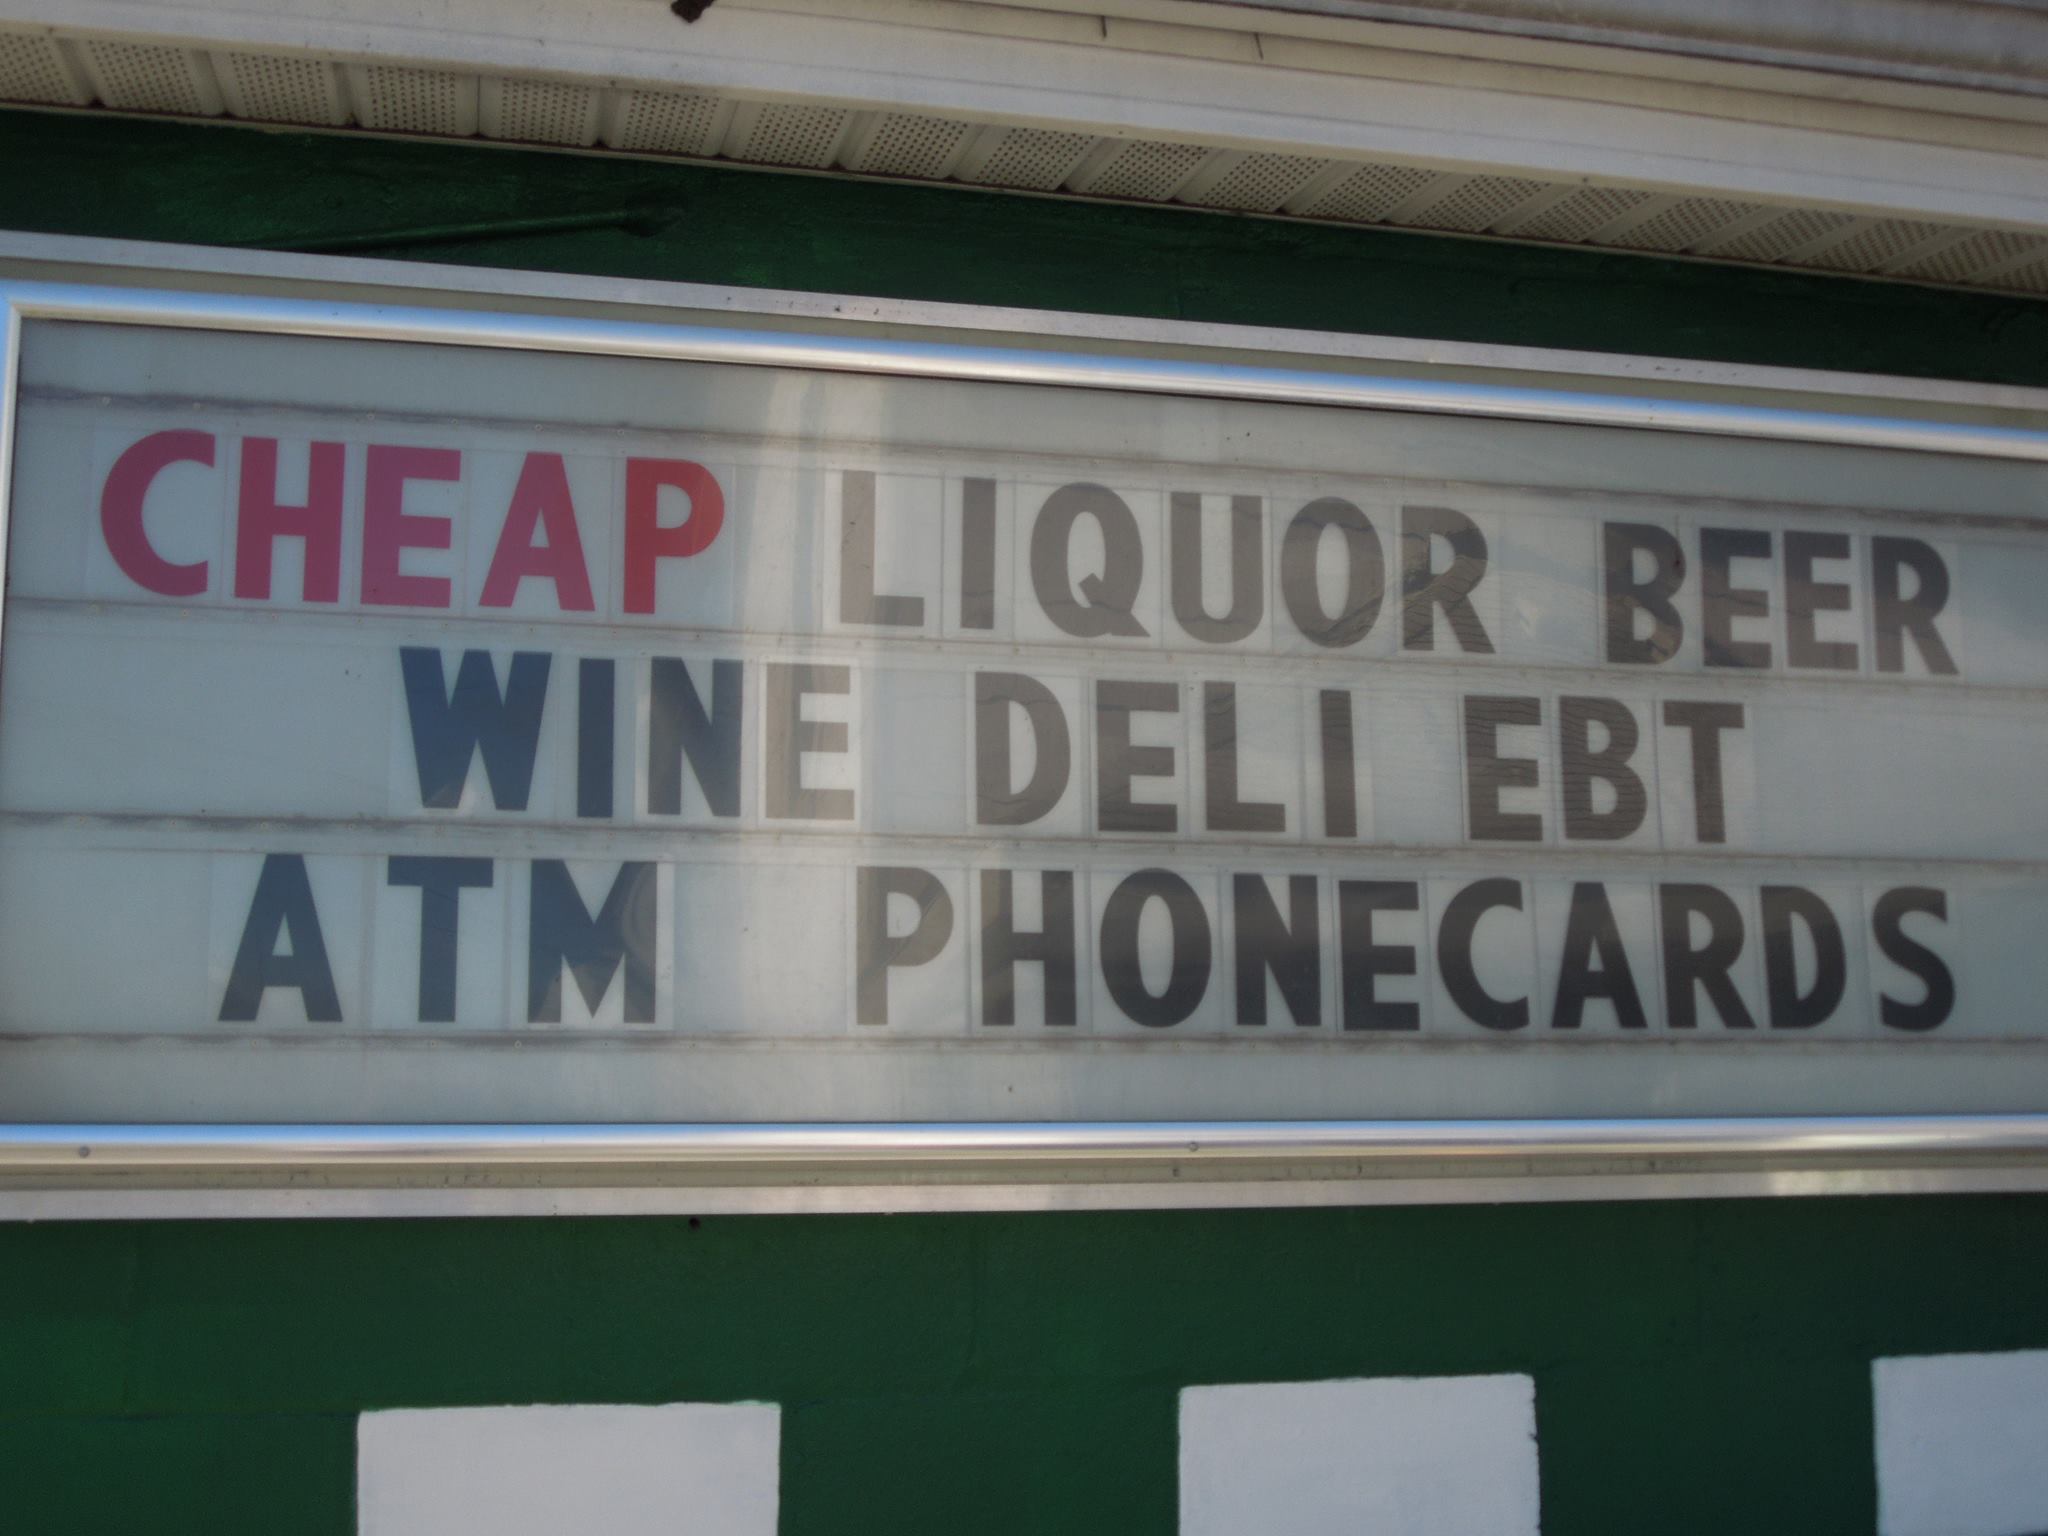 CHEAP LIQUOR BEER
WINE DELI EBT
ATM PHONECARDS